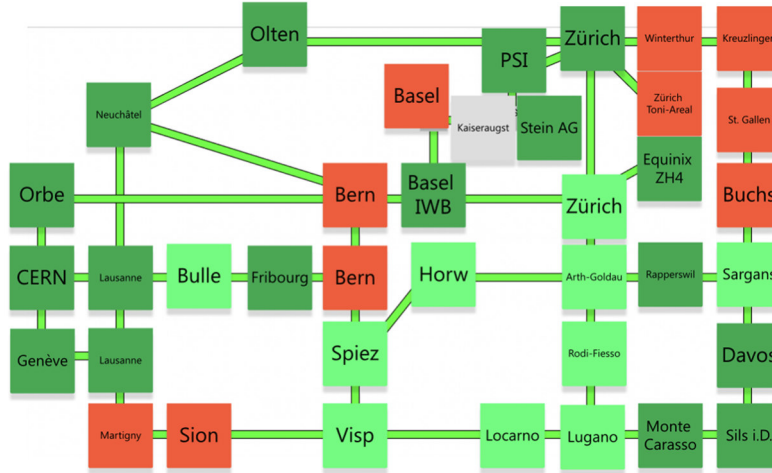 Olten
PSI
Zürich
Winterthur
Kreuzlingen
Neuchâtel
Basel
Kaiseraugst
Stein AG
Zürich
Toni-Areal
St. Gallen
Orbe
Bern
Basel
IWB
Zürich
Equinix
ZH4
Buchs
CERN
Lausanne
Bulle
Fribourg
Bern
Horw
Arth-Goldau
Rapperswil
Sargans
Genève
Lausanne
Spiez
Rodi-Fiesso
Davos
Martigny
Sion
Visp
Locarno
Lugano
Monte
Carasso
Sils i.D.